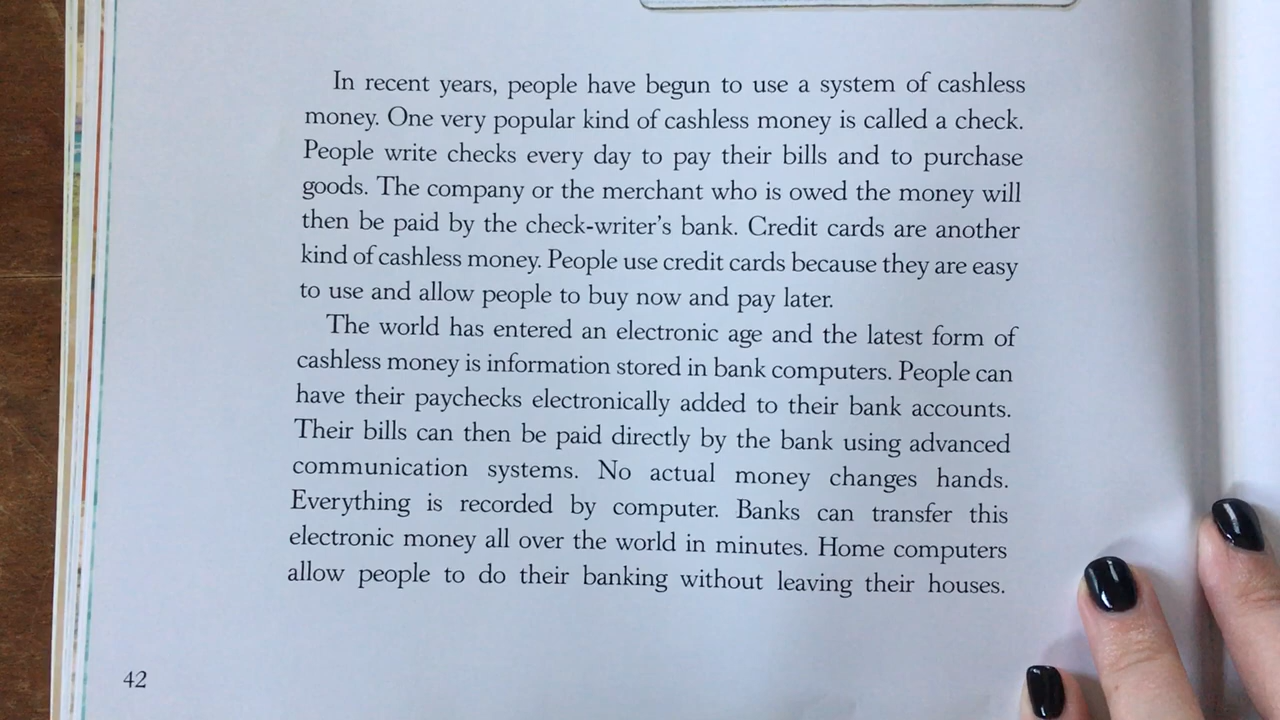 In recent years, people have begun to use a system of cashless
money. One very popular kind of cashless money is called a check.
People write checks every day to pay their bills and to purchase
goods. The company or the merchant who is owed the money will
then be paid by the check-writer’s bank. Credit cards are another
kind of cashless money. People use credit cards because they are easy
to use and allow people to buy now and pay later.
The world has entered an electronic age and the latest form of
cashless money is information stored in bank computers. People can
have their paychecks electronically added to their bank accounts.
Their bills can then be paid directly by the bank using advanced
communication systems. No actual money changes hands.
Everything is recorded by computer. Banks can transfer this
electronic money all over the world in minutes. Home computers
allow people to do their banking without leaving their houses.
42